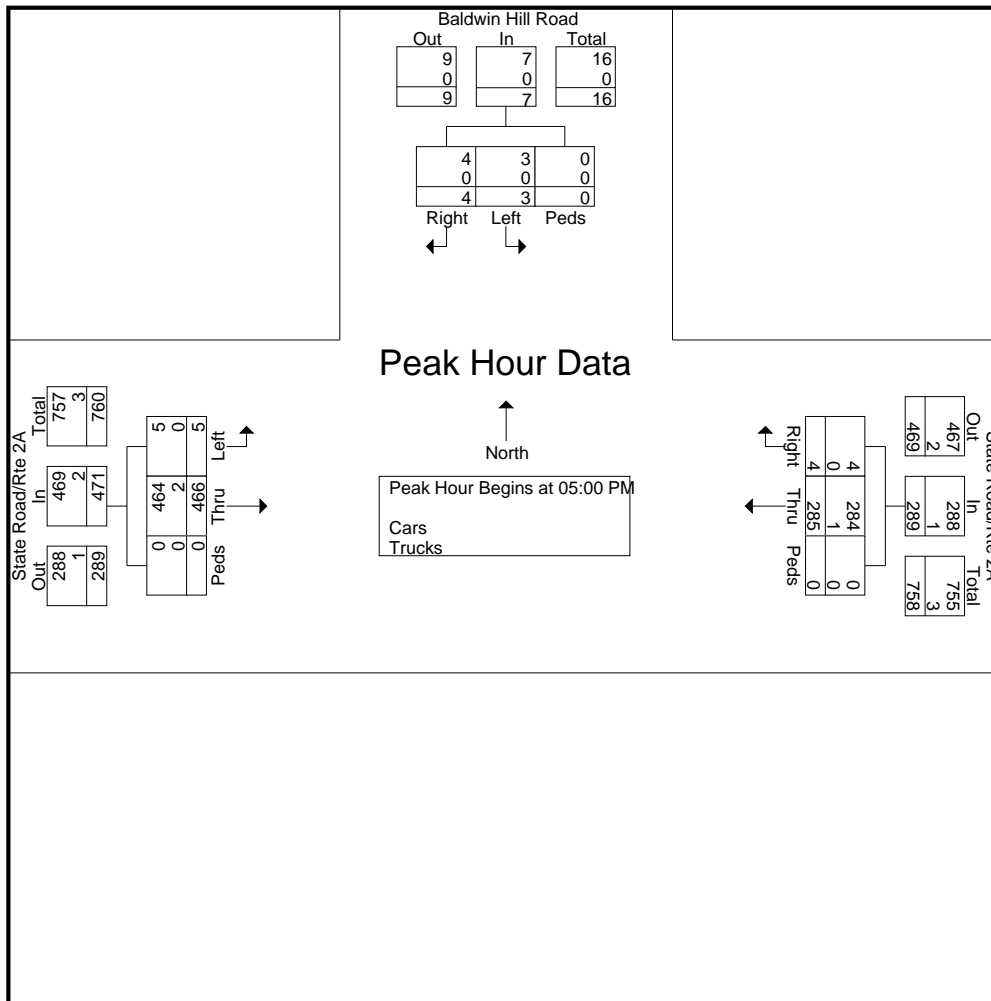 Baldwin Hill Road
Out In Total
9 7 16
0 0 0
9 7 16
4 3 0
0 0 0
4 3 0
Right Left Peds
Peak Hour Data
North
Peak Hour Begins at 05:00 PM
Cars
Trucks
State Road/Rte 2A
Out In Total
288 469 757
1 2 3
289 471 760
Left Thru Peds
5 464 0
0 2 0
5 466 0
State Road/Rte 2A
Out In Total
467 288 755
2 1 3
469 289 758
4 284 0
0 1 0
4 285 0
Right Thru Peds